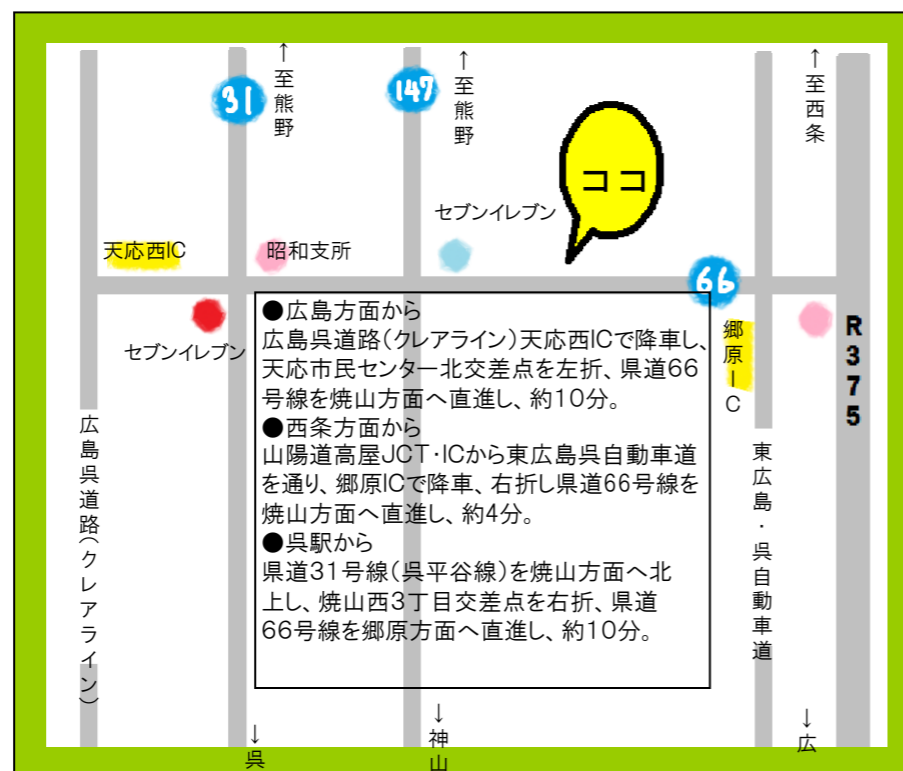 ↑至熊野
↑至熊野
↑至西条
31
147
ココ
セブンイレブン
天応西IC
昭和支所
66
セブンイレブン
郷原IC
R375
●広島方面から
広島呉道路(クレアライン)天応西ICで降車し、
天応市民センター北交差点を左折、県道66
号線を焼山方面へ直進し、約10分。
●西条方面から
山陽道高屋JCT・ICから東広島呉自動車道
を通り、郷原ICで降車、右折し県道66号線を
焼山方面へ直進し、約4分。
●呉駅から
県道31号線(呉平谷線)を焼山方面へ北
上し、焼山西3丁目交差点を右折、県道
66号線を郷原方面へ直進し、約10分。
広島呉道路(クレアライン)
東広島・呉自動車道
↓呉
↓神山
↓広